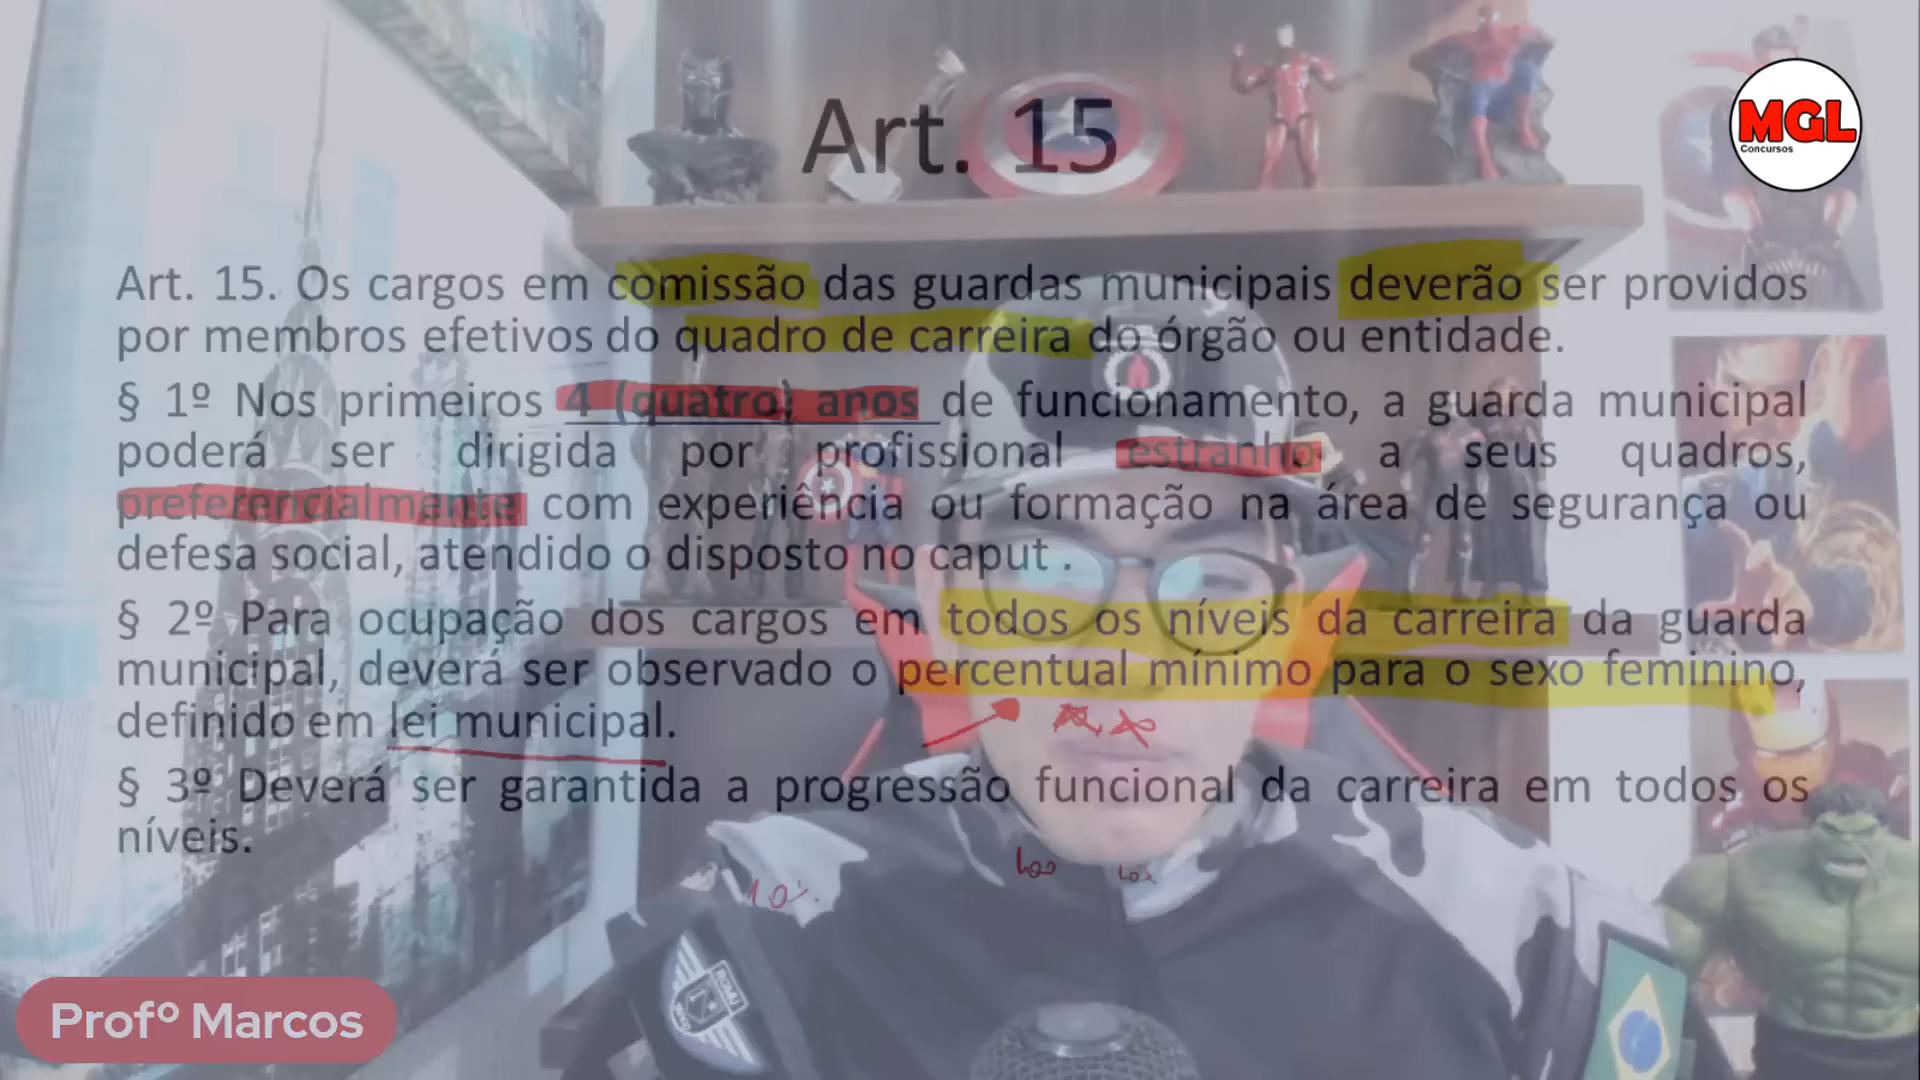 Art. 15
MGL
Concursos
Art. 15. Os cargos em comissão das guardas municipais deverão ser providos
por membros efetivos do quadro de carreira do órgão ou entidade.
§ 1º Nos primeiros 4 (quatro) anos de funcionamento, a guarda municipal
poderá ser dirigida por profissional estranho a seus quadros,
preferencialmente com experiência ou formação na área de segurança ou
defesa social, atendido o disposto no caput .
§ 2º Para ocupação dos cargos em todos os níveis da carreira da guarda
municipal, deverá ser observado o percentual mínimo para o sexo feminino,
definido em lei municipal.
§ 3º Deverá ser garantida a progressão funcional da carreira em todos os
níveis.
ROMU
Profº Marcos